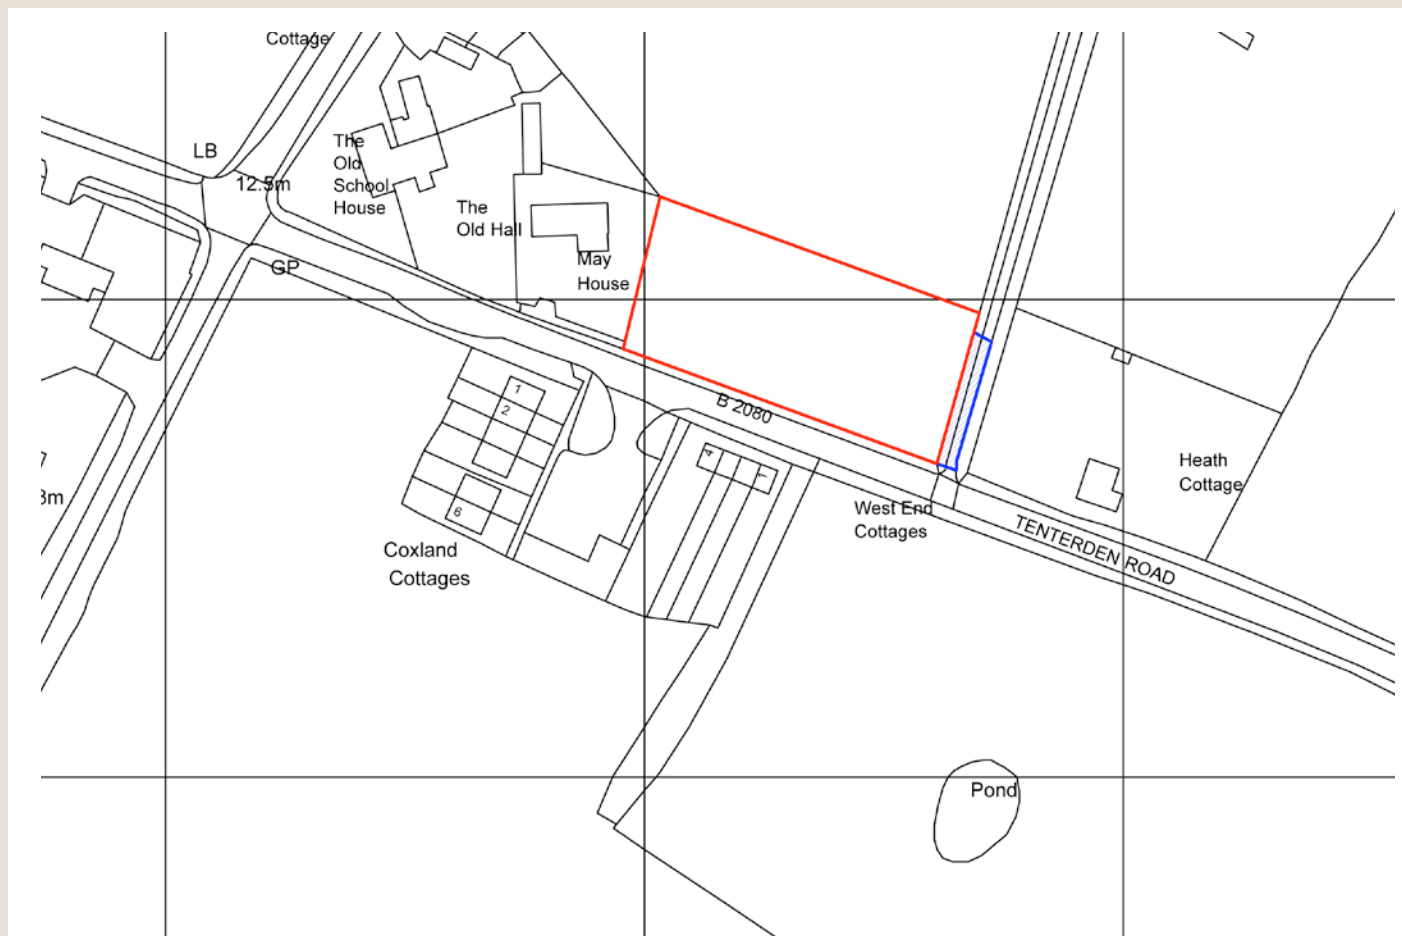 Cottage
LB
12.5m
The
Old
School
House
The
Old Hall
May
House
GP
1
2
6
B 2080
4
1
3m
Coxland
Cottages
West End
Cottages
Heath
Cottage
TENTERDEN ROAD
Pond